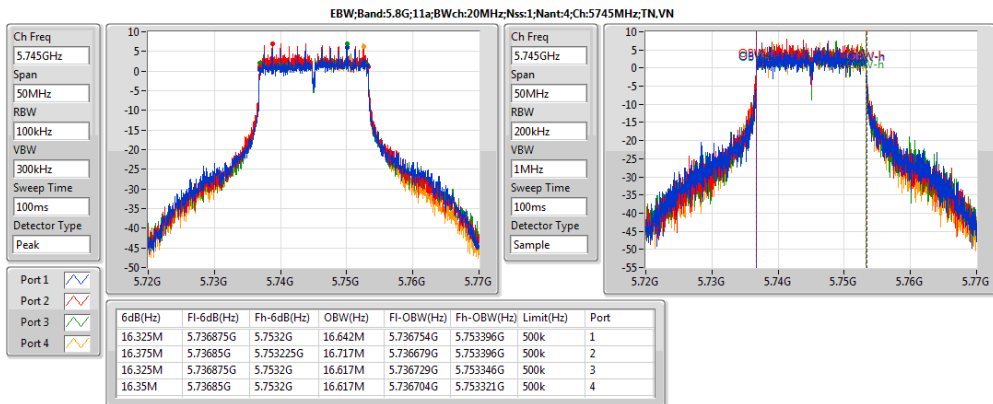 EBW;Band:5.8G;11a;BWch:20MHz;Nss:1;Nant:4;Ch:5745MHz;TN,VN
Ch Freq
5.745GHz
Span
50MHz
RBW
100kHz
VBW
300kHz
Sweep Time
100ms
Detector Type
Peak
10
5
0
-5
-10
-15
-20
-25
-30
-35
-40
-45
-50
5.72G 5.73G 5.74G 5.75G 5.76G 5.77G
Ch Freq
5.745GHz
Span
50MHz
RBW
200kHz
VBW
1MHz
Sweep Time
100ms
Detector Type
Sample
10
5
0
-5
-10
-15
-20
-25
-30
-35
-40
-45
-50
-55
5.72G 5.73G 5.74G 5.75G 5.76G 5.77G
Port 1
Port 2
Port 3
Port 4
6dB(Hz) Fl-6dB(Hz) Fh-6dB(Hz) OBW(Hz) Fl-OBW(Hz) Fh-OBW(Hz) Limit(Hz) Port
16.325M 5.736875G 5.7532G 16.642M 5.736754G 5.753396G 500k 1
16.375M 5.73685G 5.753225G 16.717M 5.736679G 5.753396G 500k 2
16.325M 5.736875G 5.7532G 16.617M 5.736729G 5.753346G 500k 3
16.35M 5.73685G 5.7532G 16.617M 5.736704G 5.753321G 500k 4